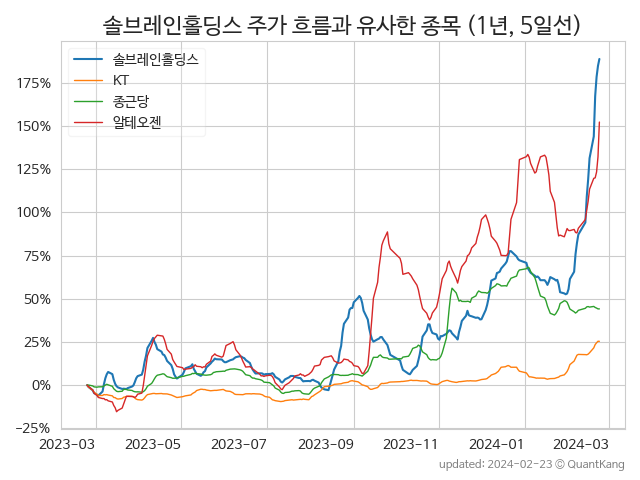 솔브레인홀딩스 주가 흐름과 유사한 종목 (1년, 5일선)
솔브레인홀딩스
KT
종근당
알테오젠
175%
150%
125%
100%
75%
50%
25%
0%
−25%
2023-03 2023-05 2023-07 2023-09 2023-11 2024-01 2024-03
updated: 2024-02-23 ⓒ QuantKang